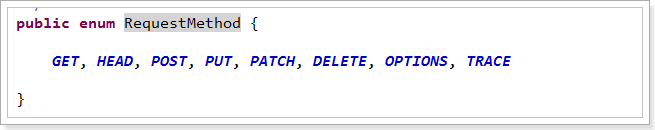 public enum RequestMethod {
GET, HEAD, POST, PUT, PATCH, DELETE, OPTIONS, TRACE
}